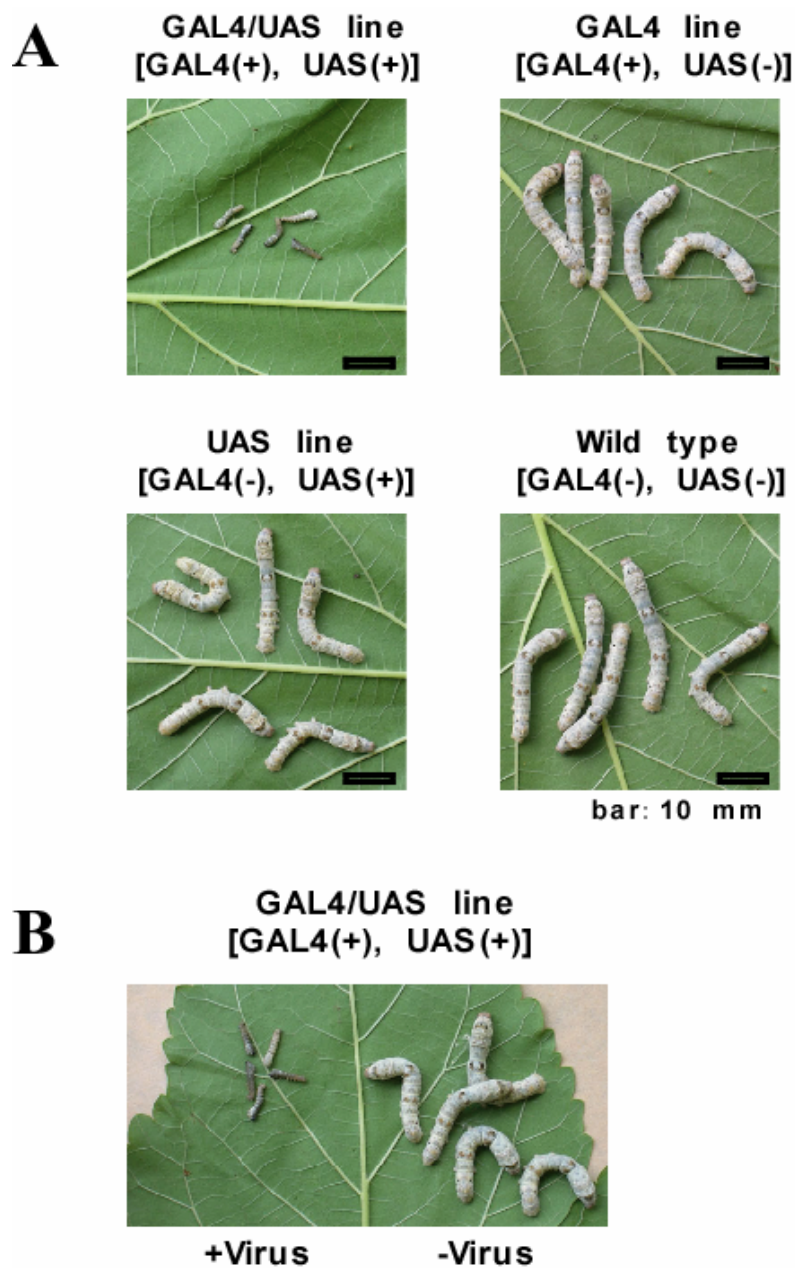 A
GAL4/UAS line
[GAL4(+), UAS(+)]
GAL4 line
[GAL4(+), UAS(-)]
UAS line
[GAL4(-), UAS(+)]
Wild type
[GAL4(-), UAS(-)]
bar: 10 mm
B
GAL4/UAS line
[GAL4(+), UAS(+)]
+Virus
-Virus